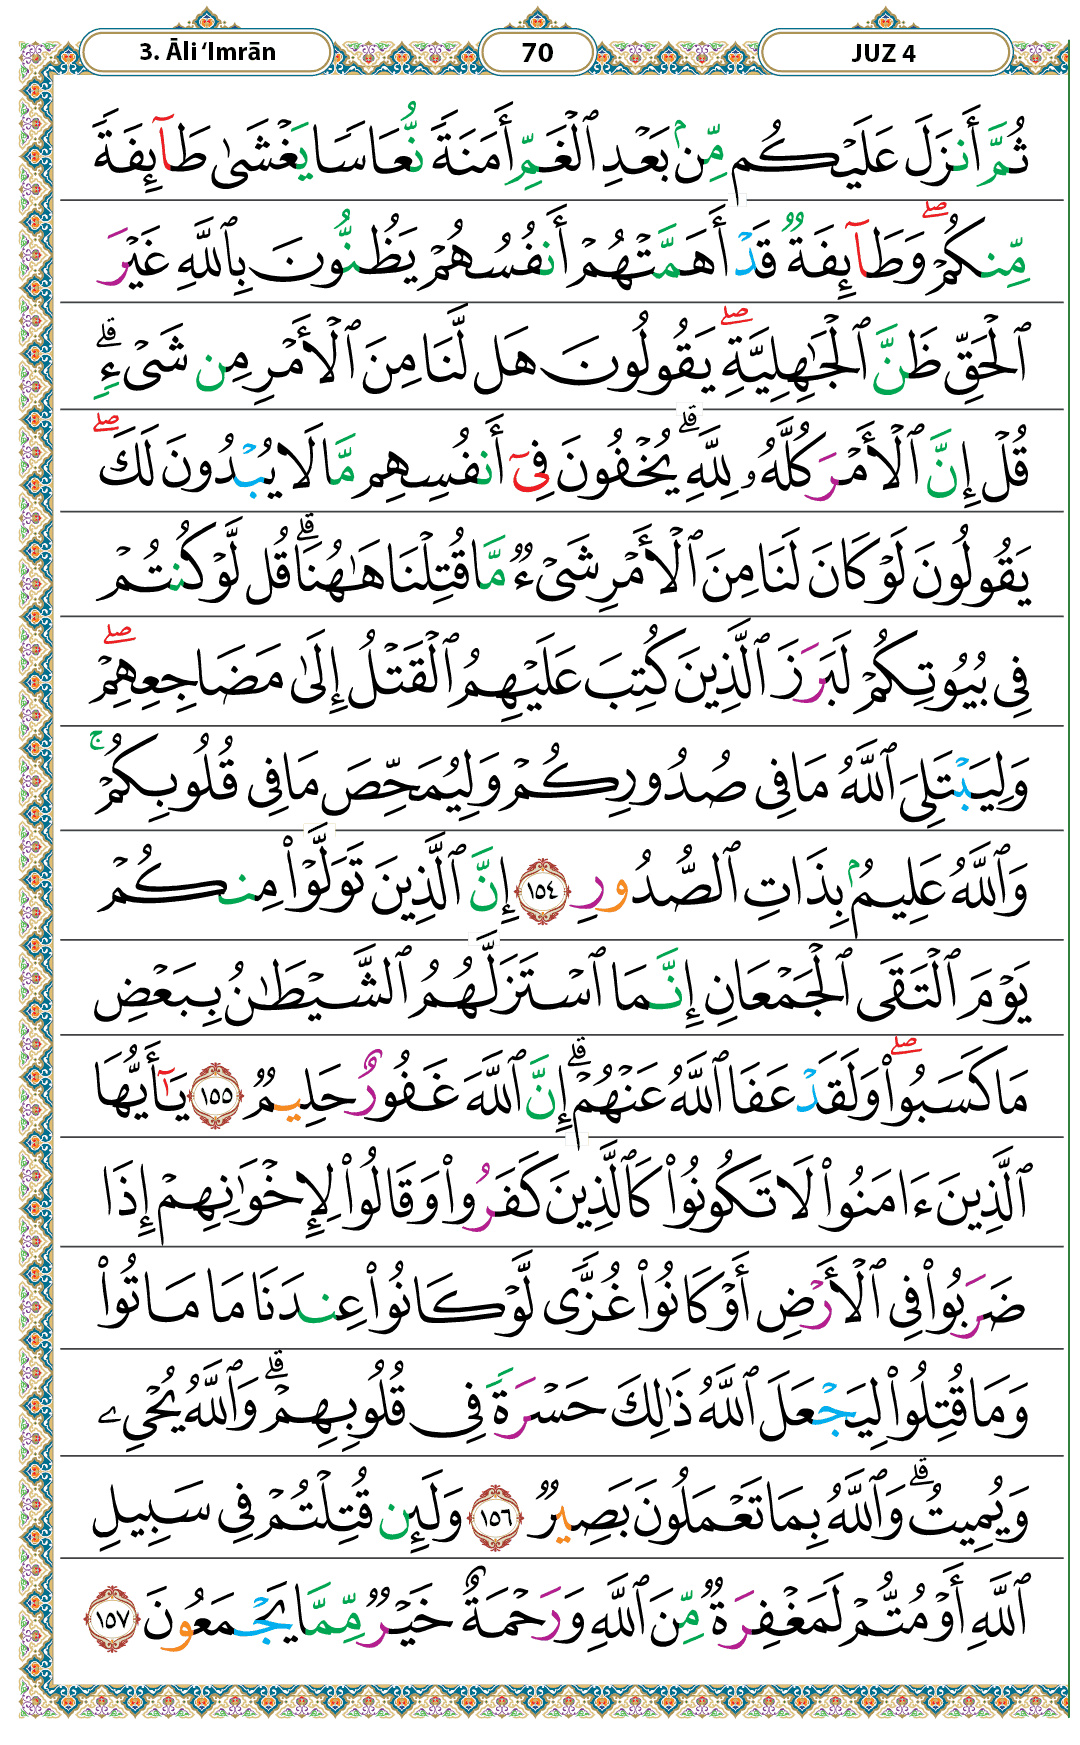 3. Āli ‘Imrān 70 JUZ 4
ثُمَّ أَنزَلَ عَلَيْكُم مِّنۢ بَعْدِ ٱلْغَمِّ أَمَنَةً نُّعَاسًا يَغْشَىٰ طَآئِفَةً
مِّنكُمْ ۖ وَطَآئِفَةٌ قَدْ أَهَمَّتْهُمْ أَنفُسُهُمْ يَظُنُّونَ بِٱللَّهِ غَيْرَ
ٱلْحَقِّ ظَنَّ ٱلْجَٰهِلِيَّةِ ۖ يَقُولُونَ هَل لَّنَا مِنَ ٱلْأَمْرِ مِن شَىْءٍ ۗ
قُلْ إِنَّ ٱلْأَمْرَ كُلَّهُۥ لِلَّهِ ۗ يُخْفُونَ فِىٓ أَنفُسِهِم مَّا لَا يُبْدُونَ لَكَ ۖ
يَقُولُونَ لَوْ كَانَ لَنَا مِنَ ٱلْأَمْرِ شَىْءٌ مَّا قُتِلْنَا هَٰهُنَا ۗ قُل لَّوْ كُنتُمْ
فِى بُيُوتِكُمْ لَبَرَزَ ٱلَّذِينَ كُتِبَ عَلَيْهِمُ ٱلْقَتْلُ إِلَىٰ مَضَاجِعِهِمْ ۖ
وَلِيَبْتَلِىَ ٱللَّهُ مَا فِى صُدُورِكُمْ وَلِيُمَحِّصَ مَا فِى قُلُوبِكُمْ ۚ
وَٱللَّهُ عَلِيمٌۢ بِذَاتِ ٱلصُّدُورِ ١٥٤ إِنَّ ٱلَّذِينَ تَوَلَّوْا۟ مِنكُمْ
يَوْمَ ٱلْتَقَى ٱلْجَمْعَانِ إِنَّمَا ٱسْتَزَلَّهُمُ ٱلشَّيْطَٰنُ بِبَعْضِ
مَا كَسَبُوا۟ ۖ وَلَقَدْ عَفَا ٱللَّهُ عَنْهُمْ ۗ إِنَّ ٱللَّهَ غَفُورٌ حَلِيمٌ ١٥٥ يَٰٓأَيُّهَا
ٱلَّذِينَ ءَامَنُوا۟ لَا تَكُونُوا۟ كَٱلَّذِينَ كَفَرُوا۟ وَقَالُوا۟ لِإِخْوَٰنِهِمْ إِذَا
ضَرَبُوا۟ فِى ٱلْأَرْضِ أَوْ كَانُوا۟ غُزًّى لَّوْ كَانُوا۟ عِندَنَا مَا مَاتُوا۟
وَمَا قُتِلُوا۟ لِيَجْعَلَ ٱللَّهُ ذَٰلِكَ حَسْرَةً فِى قُلُوبِهِمْ ۗ وَٱللَّهُ يُحْىِۦ
وَيُمِيتُ ۗ وَٱللَّهُ بِمَا تَعْمَلُونَ بَصِيرٌ ١٥٦ وَلَئِن قُتِلْتُمْ فِى سَبِيلِ
ٱللَّهِ أَوْ مُتُّمْ لَمَغْفِرَةٌ مِّنَ ٱللَّهِ وَرَحْمَةٌ خَيْرٌ مِّمَّا يَجْمَعُونَ ١٥٧